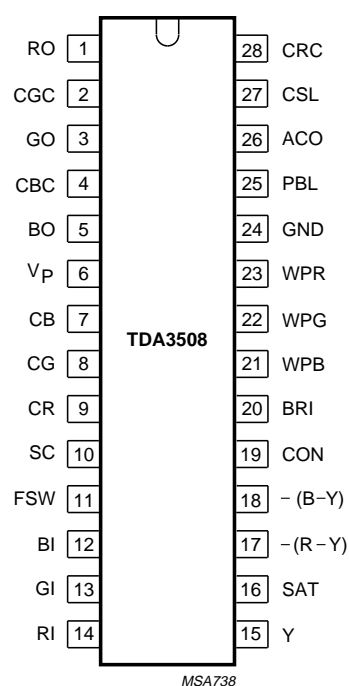 RO 1 28 CRC
CGC 2 27 CSL
GO 3 26 ACO
CBC 4 25 PBL
BO 5 24 GND
VP 6 23 WPR
CB 7 22 WPG
TDA3508
CG 8 21 WPB
CR 9 20 BRI
SC 10 19 CON
FSW 11 18 −(B−Y)
BI 12 17 −(R−Y)
GI 13 16 SAT
RI 14 15 Y
MSA738